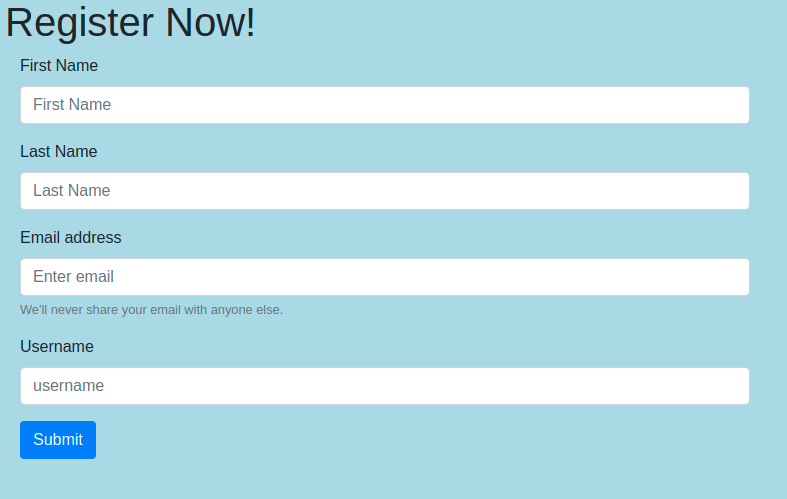 Register Now!
First Name
First Name
Last Name
Last Name
Email address
Enter email
We'll never share your email with anyone else.
Username
username
Submit